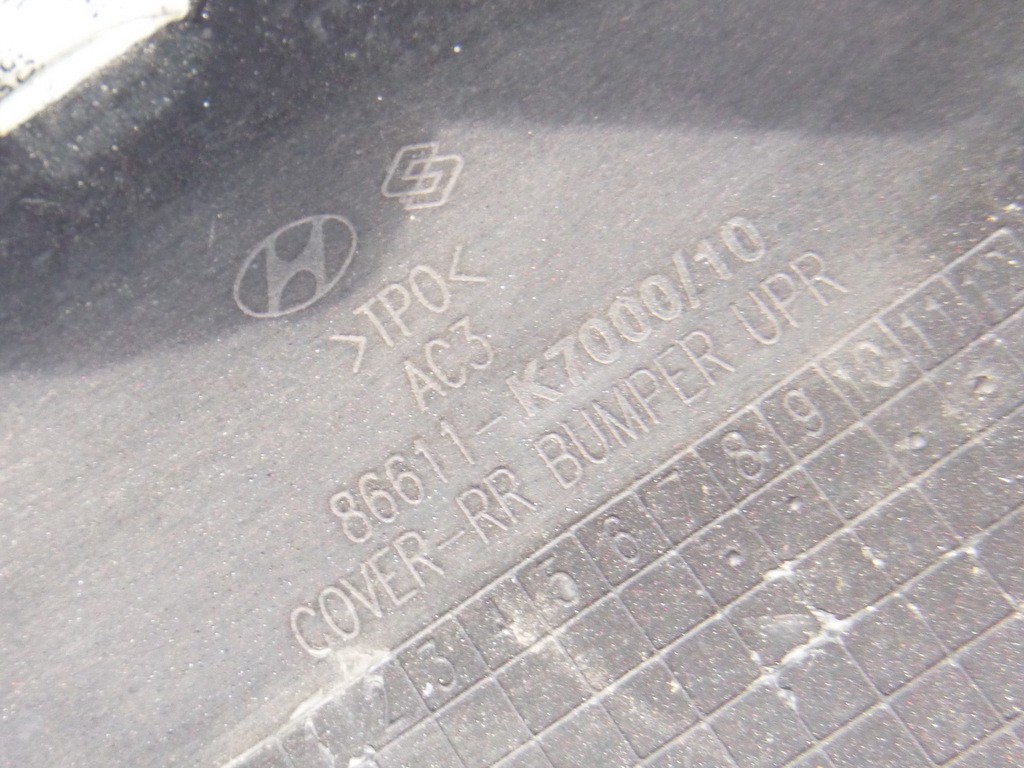 >TPO<
AC3
86611-K7000/10
COVER-RR BUMPER UPR
2 3 4 5 6 7 8 9 10 11